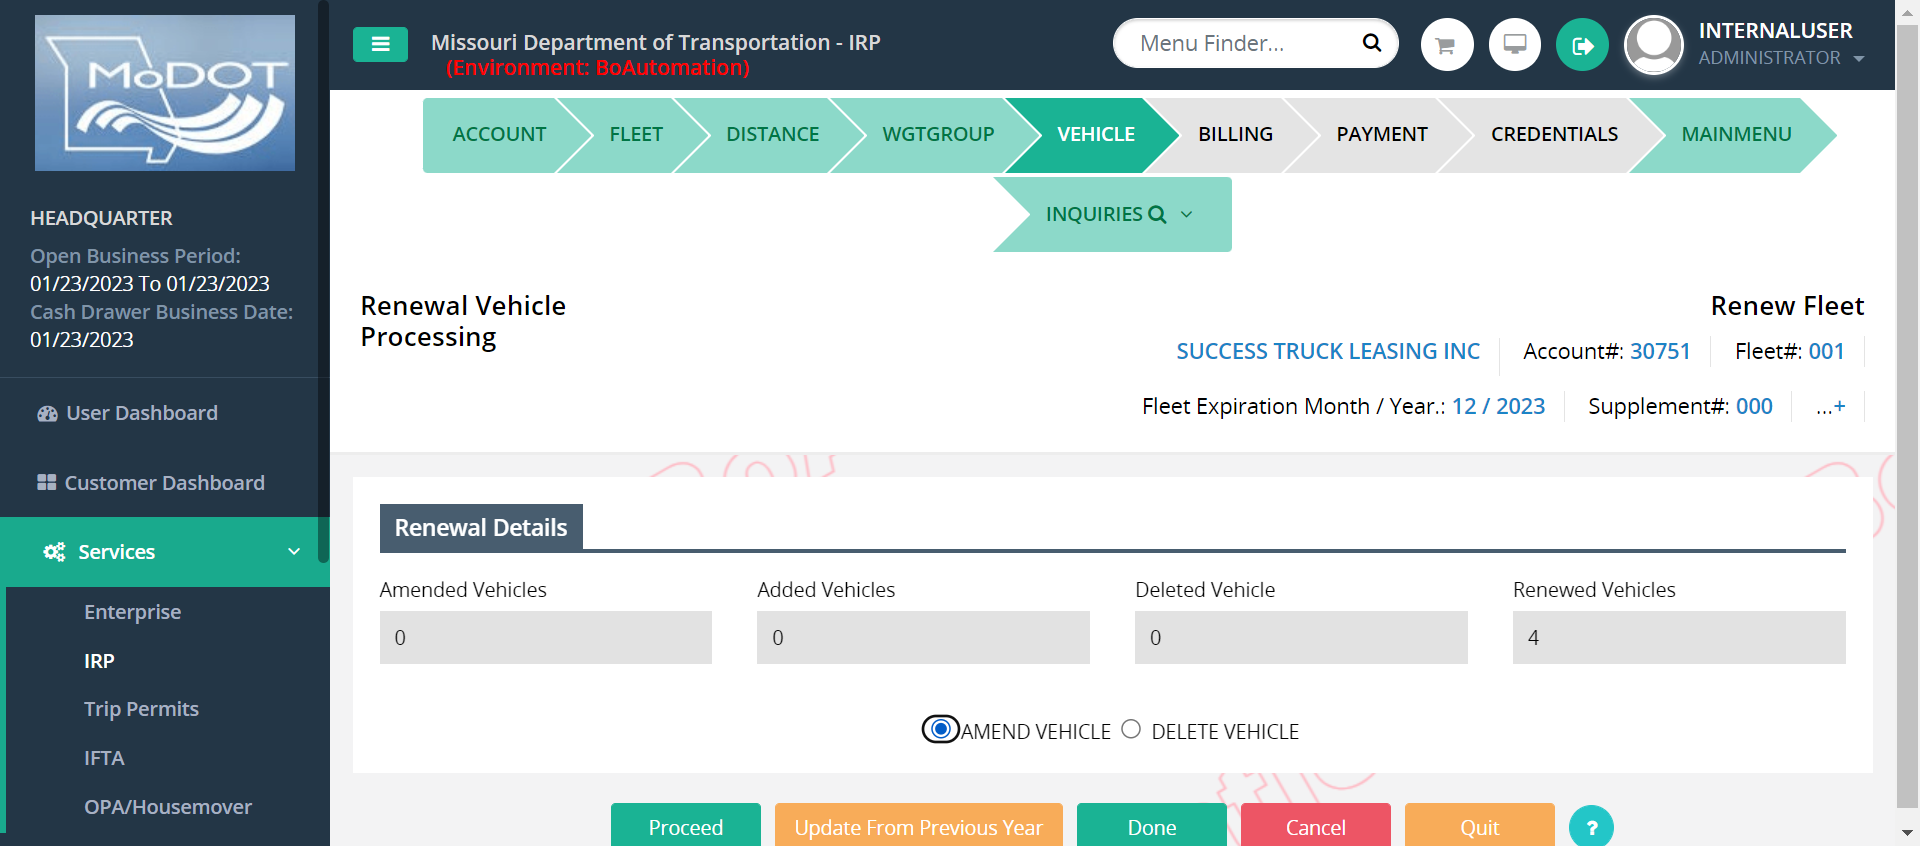 MoDOT
HEADQUARTER
Open Business Period:
01/23/2023 To 01/23/2023
Cash Drawer Business Date:
01/23/2023
User Dashboard
Customer Dashboard
Services
Enterprise
IRP
Trip Permits
IFTA
OPA/Housemover
Missouri Department of Transportation - IRP
(Environment: BoAutomation)
Menu Finder...
INTERNALUSER
ADMINISTRATOR
ACCOUNT
FLEET
DISTANCE
WGTGROUP
VEHICLE
BILLING
PAYMENT
CREDENTIALS
MAINMENU
INQUIRIES
Renewal Vehicle
Processing
Renew Fleet
SUCCESS TRUCK LEASING INC Account#: 30751 Fleet#: 001
Fleet Expiration Month / Year.: 12 / 2023 Supplement#: 000 ...+
Renewal Details
Amended Vehicles Added Vehicles Deleted Vehicle Renewed Vehicles
0 0 0 4
AMEND VEHICLE DELETE VEHICLE
Proceed Update From Previous Year Done Cancel Quit ?